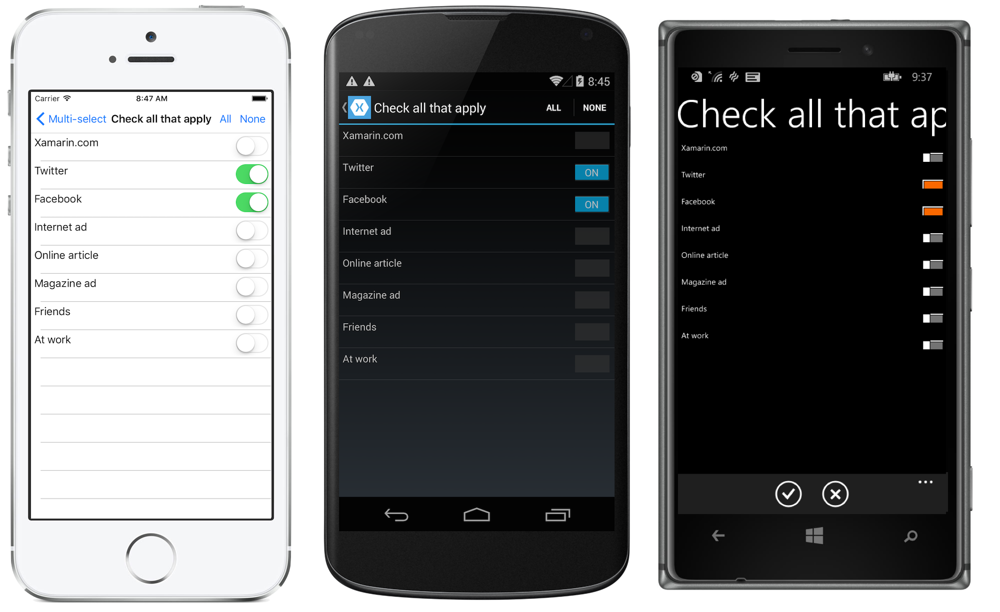 Carrier 8:47 AM
Multi-select Check all that apply All None
Xamarin.com
Twitter
Facebook
Internet ad
Online article
Magazine ad
Friends
At work
8:45
X Check all that apply ALL NONE
Xamarin.com
Twitter ON
Facebook ON
Internet ad
Online article
Magazine ad
Friends
At work
9:37
Check all that ap
Xamarin.com
Twitter
Facebook
Internet ad
Online article
Magazine ad
Friends
At work